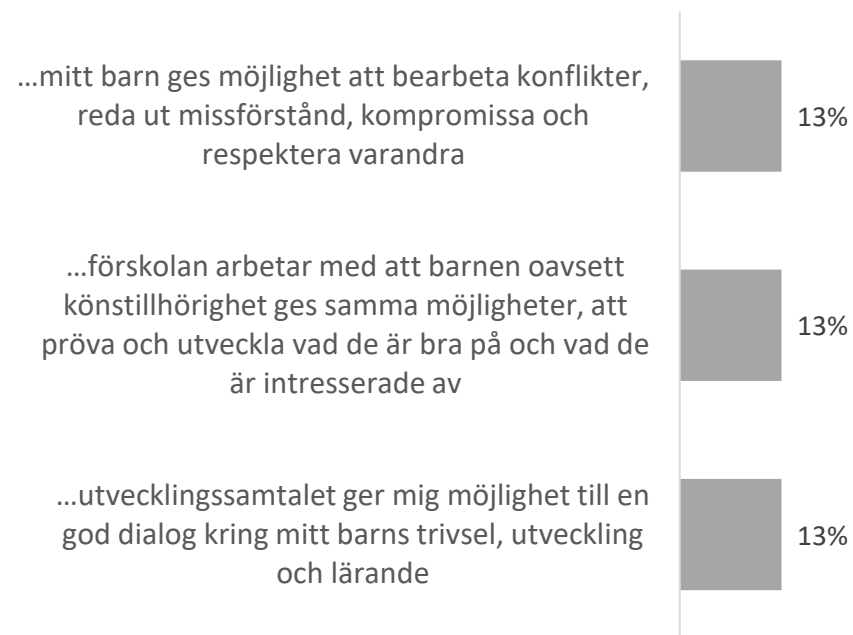 ...mitt barn ges möjlighet att bearbeta konflikter,
reda ut missförstånd, kompromissa och
respektera varandra
13%
...förskolan arbetar med att barnen oavsett
könstillhörighet ges samma möjligheter, att
pröva och utveckla vad de är bra på och vad de
är intresserade av
13%
...utvecklingssamtalet ger mig möjlighet till en
god dialog kring mitt barns trivsel, utveckling
och lärande
13%